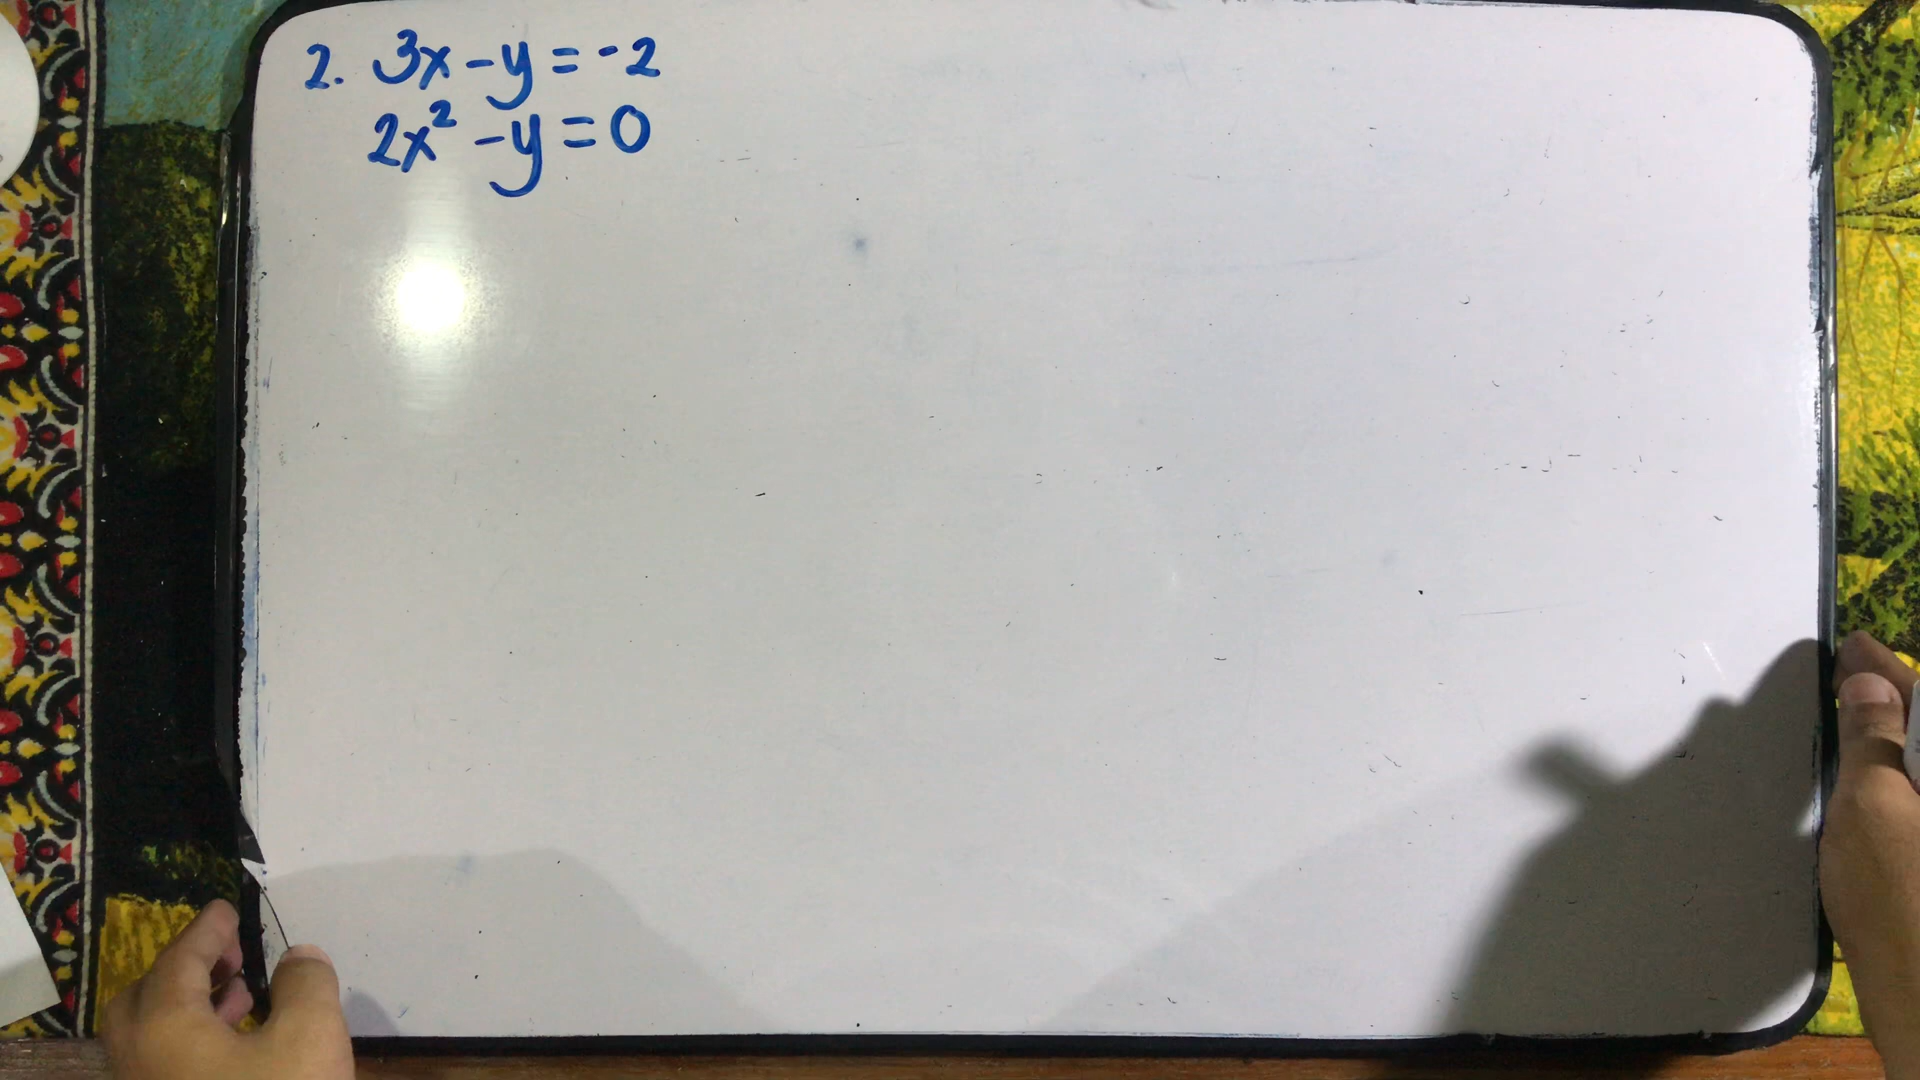 2. 3x - y = -2
2x² - y = 0